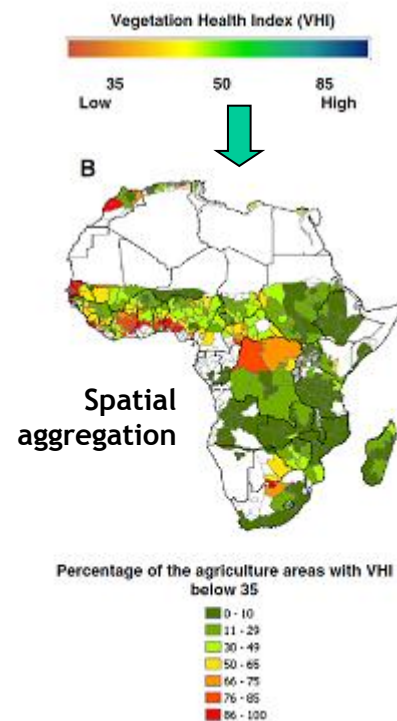 Vegetation Health Index (VHI)
35 50 85
Low High
B
Spatial
aggregation
Percentage of the agriculture areas with VHI
below 35
0 - 10
11 - 29
30 - 49
50 - 65
66 - 75
76 - 85
86 - 100